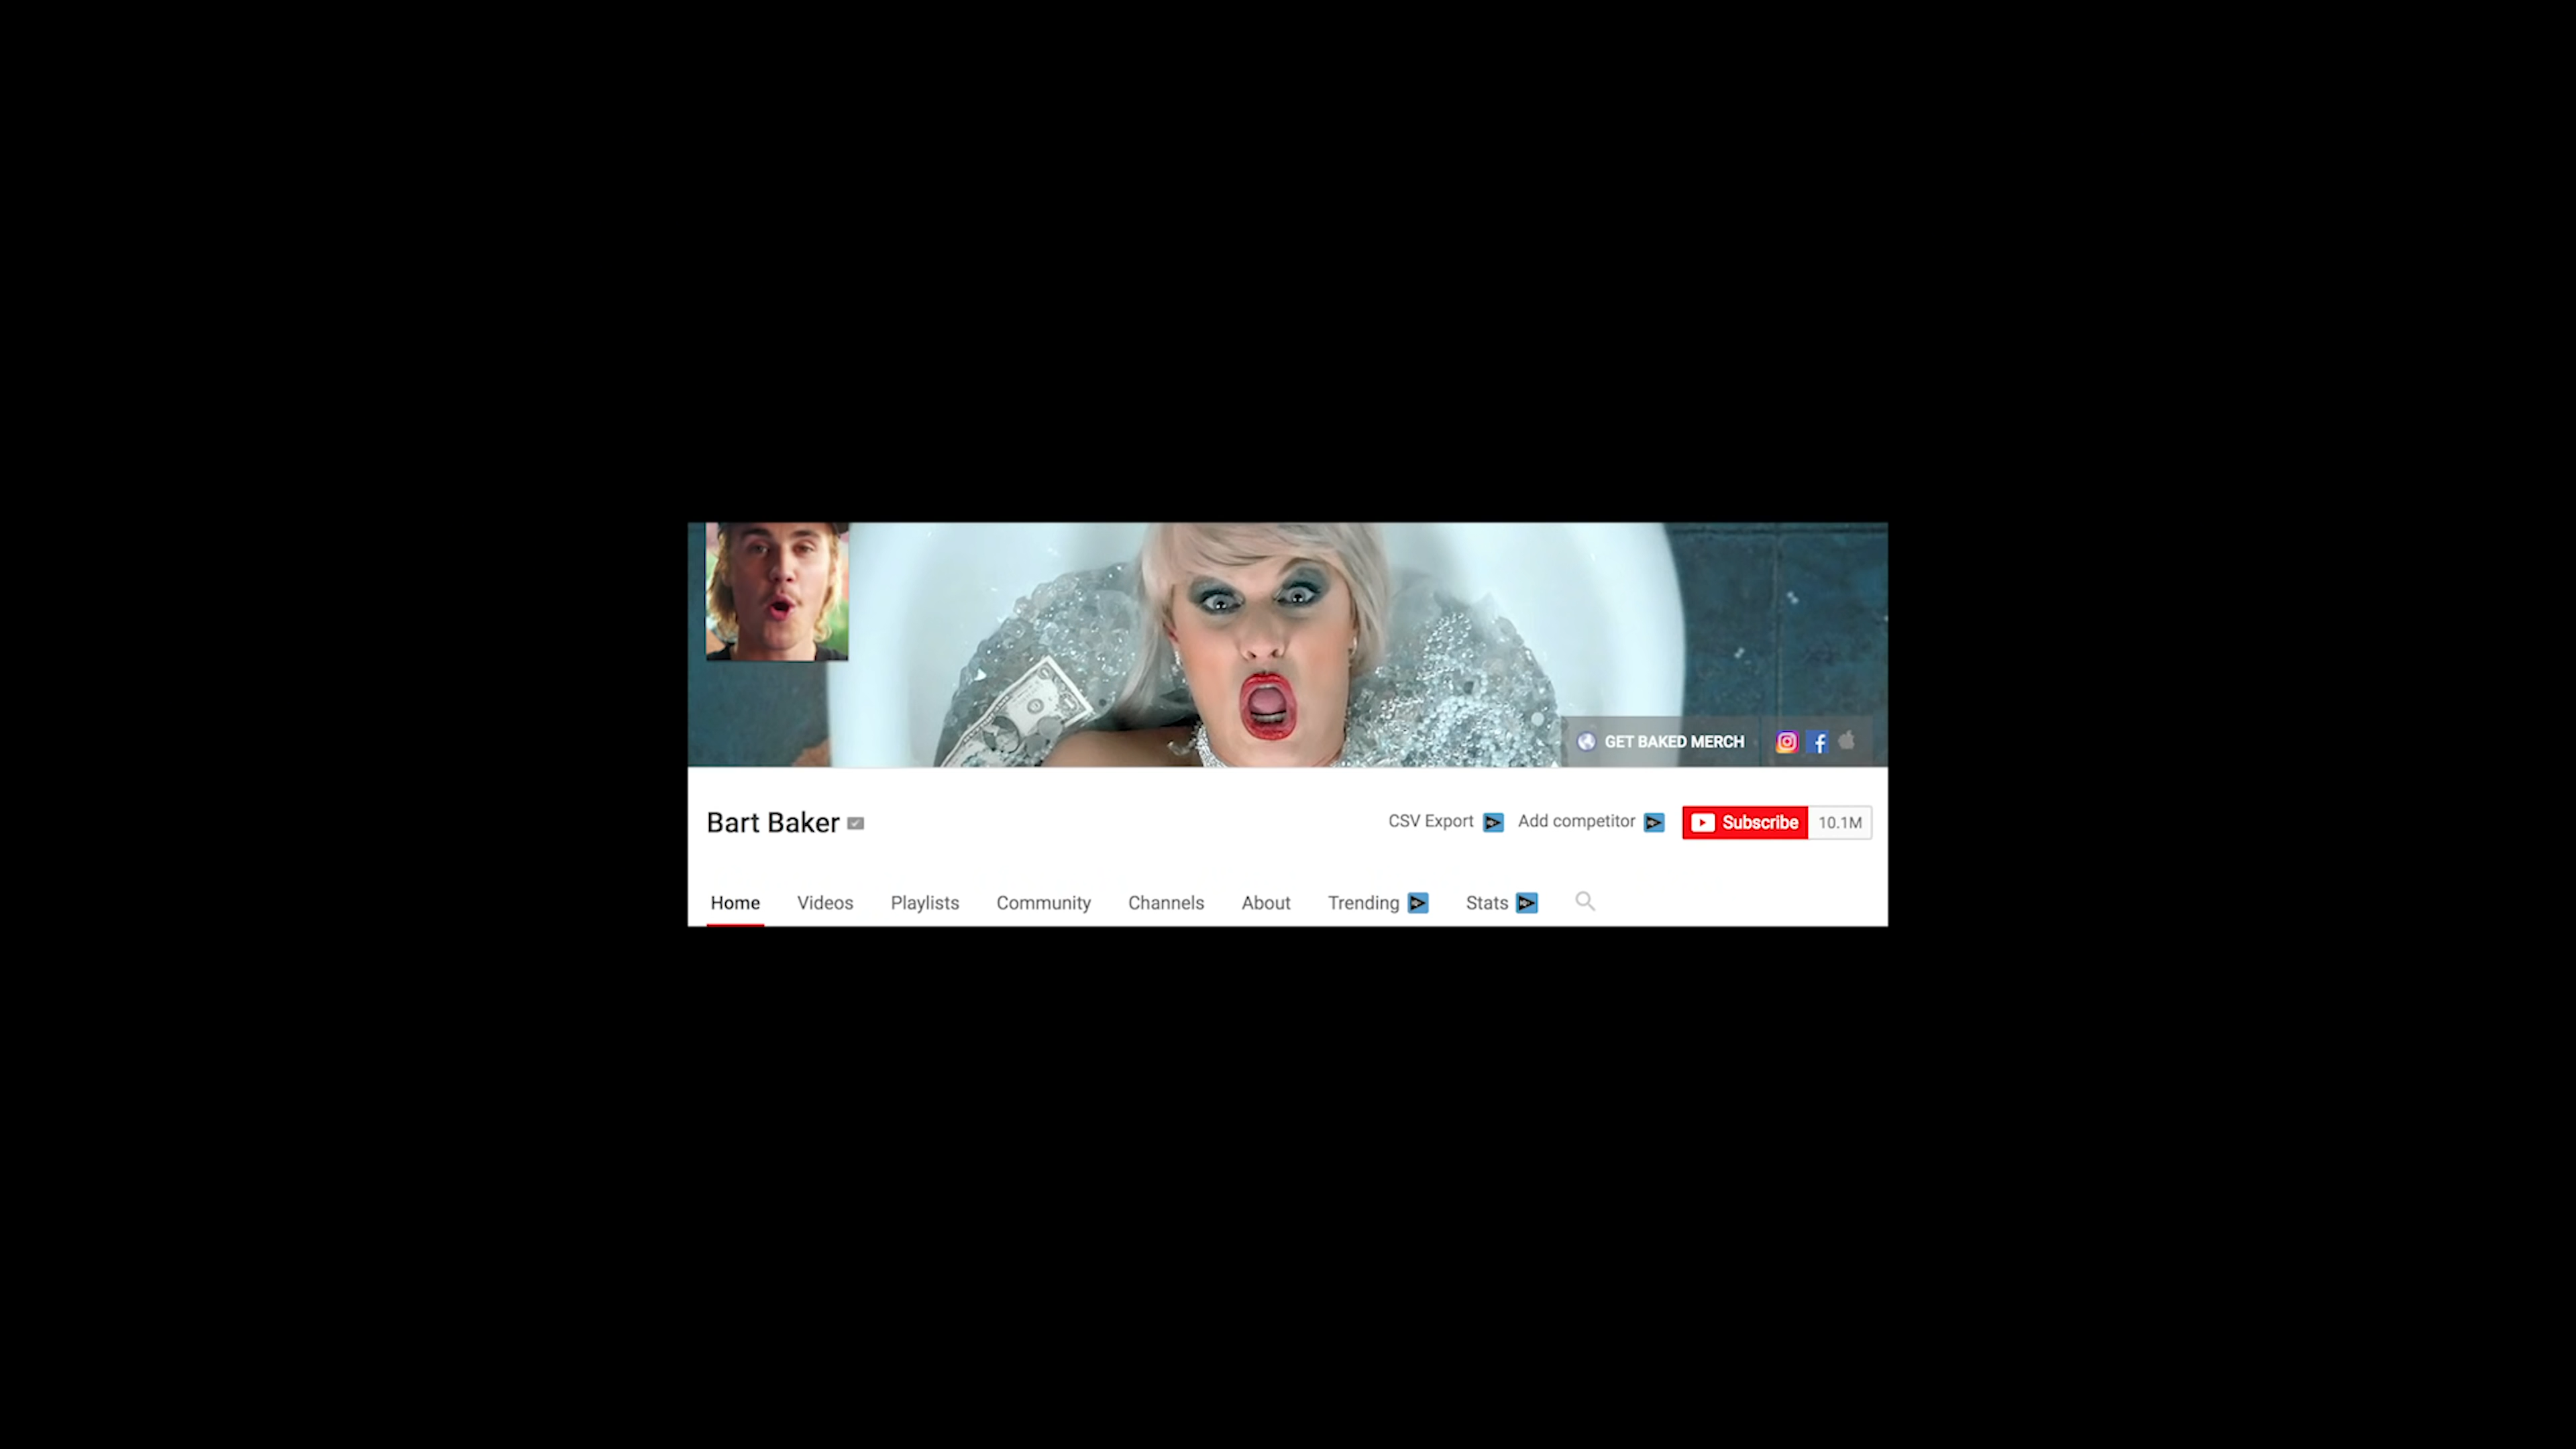 GET BAKED MERCH
Bart Baker
CSV Export Add competitor Subscribe 10.1M
Home Videos Playlists Community Channels About Trending Stats